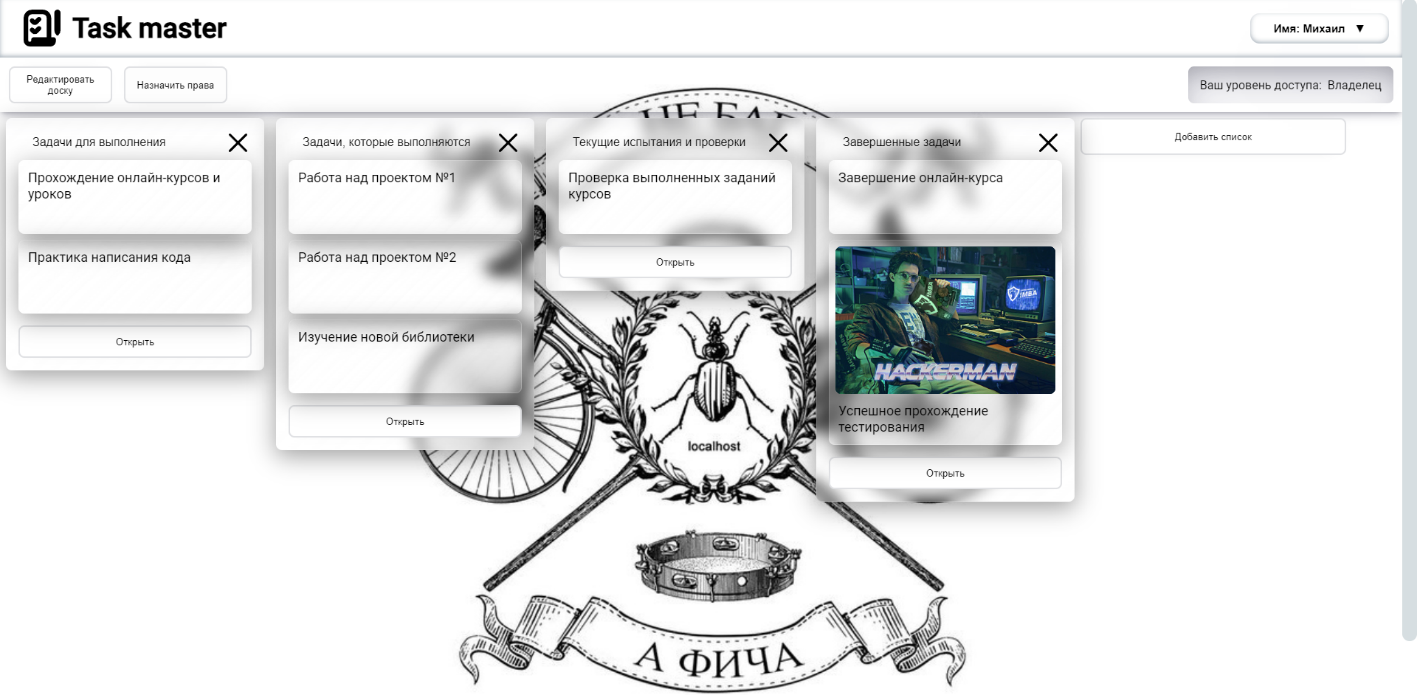 Task master
Имя: Михаил ▼
Редактировать
доску
Назначить права
Ваш уровень доступа: Владелец
Задачи для выполнения
Прохождение онлайн-курсов и
уроков
Практика написания кода
Открыть
Задачи, которые выполняются
Работа над проектом №1
Работа над проектом №2
Изучение новой библиотеки
Открыть
Текущие испытания и проверки
Проверка выполненных заданий
курсов
Открыть
Завершенные задачи
Завершение онлайн-курса
HACKERMAN
Успешное прохождение
тестирования
Открыть
Добавить список
НЕ
localhost
А ФИЧА